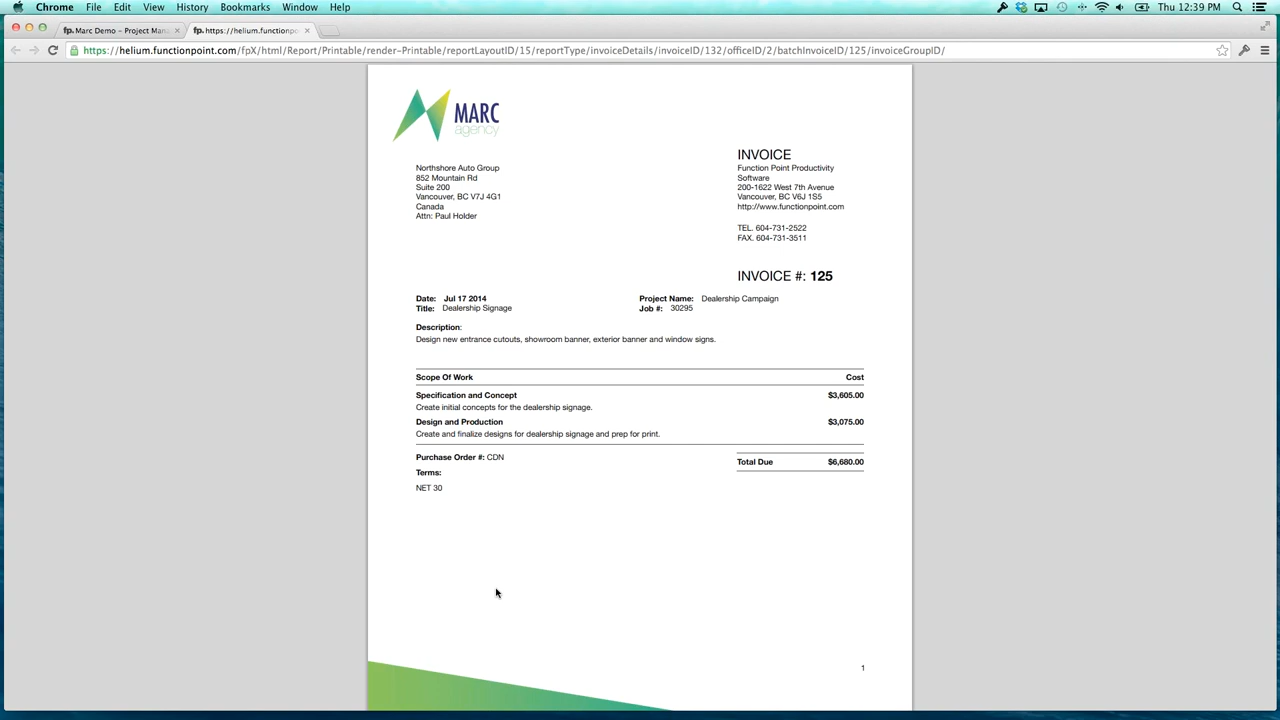 Chrome File Edit View History Bookmarks Window Help Thu 12:39 PM
fp. Marc Demo – Project Man fp. https://helium.functionpo
https://helium.functionpoint.com/fpX/html/Report/Printable/render-Printable/reportLayoutID/15/reportType/invoiceDetails/invoiceID/132/officeID/2/batchInvoiceID/125/invoiceGroupID/
MARC
agency
Northshore Auto Group
852 Mountain Rd
Suite 200
Vancouver, BC V7J 4G1
Canada
Attn: Paul Holder
INVOICE
Function Point Productivity
Software
200-1622 West 7th Avenue
Vancouver, BC V6J 1S5
http://www.functionpoint.com
TEL. 604-731-2522
FAX. 604-731-3511
INVOICE #: 125
Date: Jul 17 2014 Project Name: Dealership Campaign
Title: Dealership Signage Job #: 30295
Description:
Design new entrance cutouts, showroom banner, exterior banner and window signs.
Scope Of Work Cost
Specification and Concept $3,605.00
Create initial concepts for the dealership signage.
Design and Production $3,075.00
Create and finalize designs for dealership signage and prep for print.
Purchase Order #: CDN Total Due $6,680.00
Terms:
NET 30
1